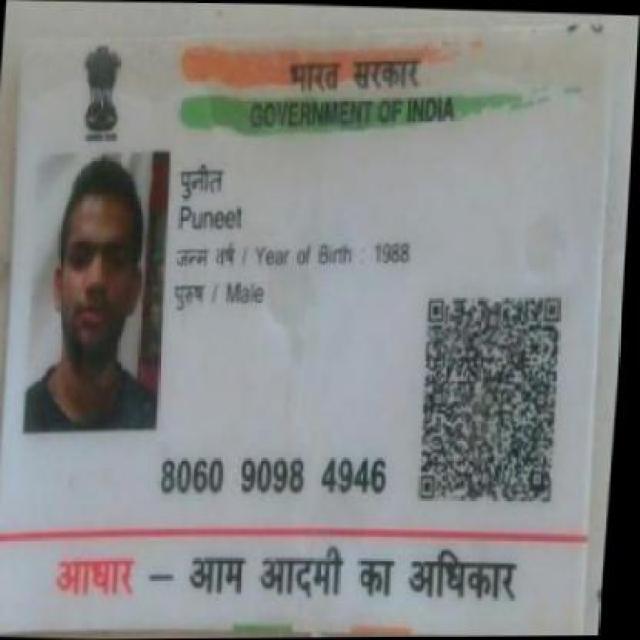 भारत सरकार
GOVERNMENT OF INDIA
पुनीत
Puneet
जन्म वर्ष / Year of Birth : 1988
पुरुष / Male
8060 9098 4946
आधार – आम आदमी का अधिकार